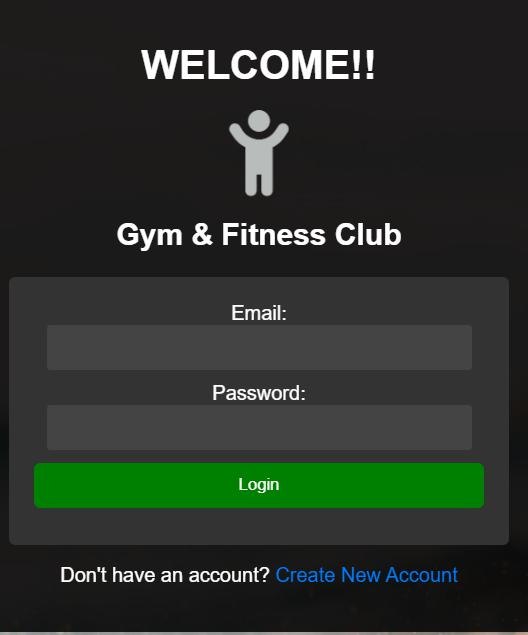 WELCOME!!
Gym & Fitness Club
Email:
Password:
Login
Don't have an account? Create New Account